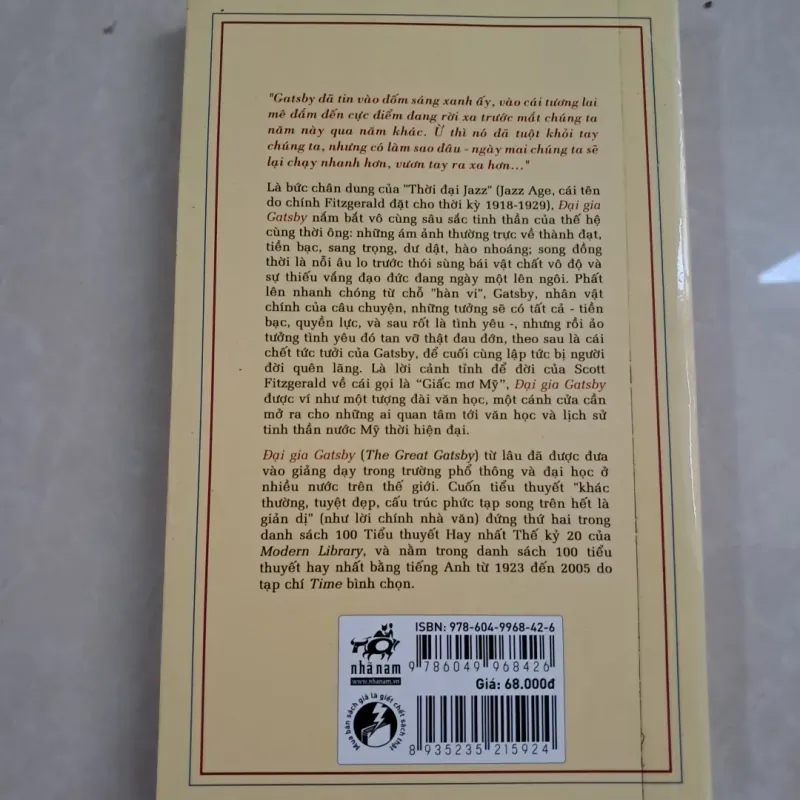 "Gatsby đã tin vào đốm sáng xanh ấy, vào cái tương lai
mê đắm đến cực điểm đang rời xa trước mắt chúng ta
năm này qua năm khác. Ừ thì nó đã tuột khỏi tay
chúng ta, nhưng có làm sao đâu - ngày mai chúng ta sẽ
lại chạy nhanh hơn, vươn tay ra xa hơn..."
Là bức chân dung của "Thời đại Jazz" (Jazz Age, cái tên
do chính Fitzgerald đặt cho thời kỳ 1918-1929), Đại gia
Gatsby nắm bắt vô cùng sâu sắc tinh thần của thế hệ
cùng thời ông: những ám ảnh thường trực về thành đạt,
tiền bạc, sang trọng, dư dật, hào nhoáng; song đồng
thời là nỗi âu lo trước thói sùng bái vật chất vô độ và
sự thiếu vắng đạo đức đang ngày một lên ngôi. Phất
lên nhanh chóng từ chỗ "hàn vi", Gatsby, nhân vật
chính của câu chuyện, những tưởng sẽ có tất cả - tiền
bạc, quyền lực, và sau rốt là tình yêu -, nhưng rồi ảo
tưởng tình yêu đó tan vỡ thật đau đớn, theo sau là cái
chết tức tưởi của Gatsby, để cuối cùng lập tức bị người
đời quên lãng. Là lời cảnh tỉnh để đời của Scott
Fitzgerald về cái gọi là “Giấc mơ Mỹ”, Đại gia Gatsby
được ví như một tượng đài văn học, một cánh cửa cần
mở ra cho những ai quan tâm tới văn học và lịch sử
tinh thần nước Mỹ thời hiện đại.
Đại gia Gatsby (The Great Gatsby) từ lâu đã được đưa
vào giảng dạy trong trường phổ thông và đại học ở
nhiều nước trên thế giới. Cuốn tiểu thuyết "khác
thường, tuyệt đẹp, cấu trúc phức tạp song trên hết là
giản dị" (như lời chính nhà văn) đứng thứ hai trong
danh sách 100 Tiểu thuyết Hay nhất Thế kỷ 20 của
Modern Library, và nằm trong danh sách 100 tiểu
thuyết hay nhất bằng tiếng Anh từ 1923 đến 2005 do
tạp chí Time bình chọn.
ISBN: 978-604-9968-42-6
9 786049 968426
nhã nam
www.nhanam.vn
Giá: 68.000đ
Mua bán sách giả là giết chết sách thật
8 935235 215924